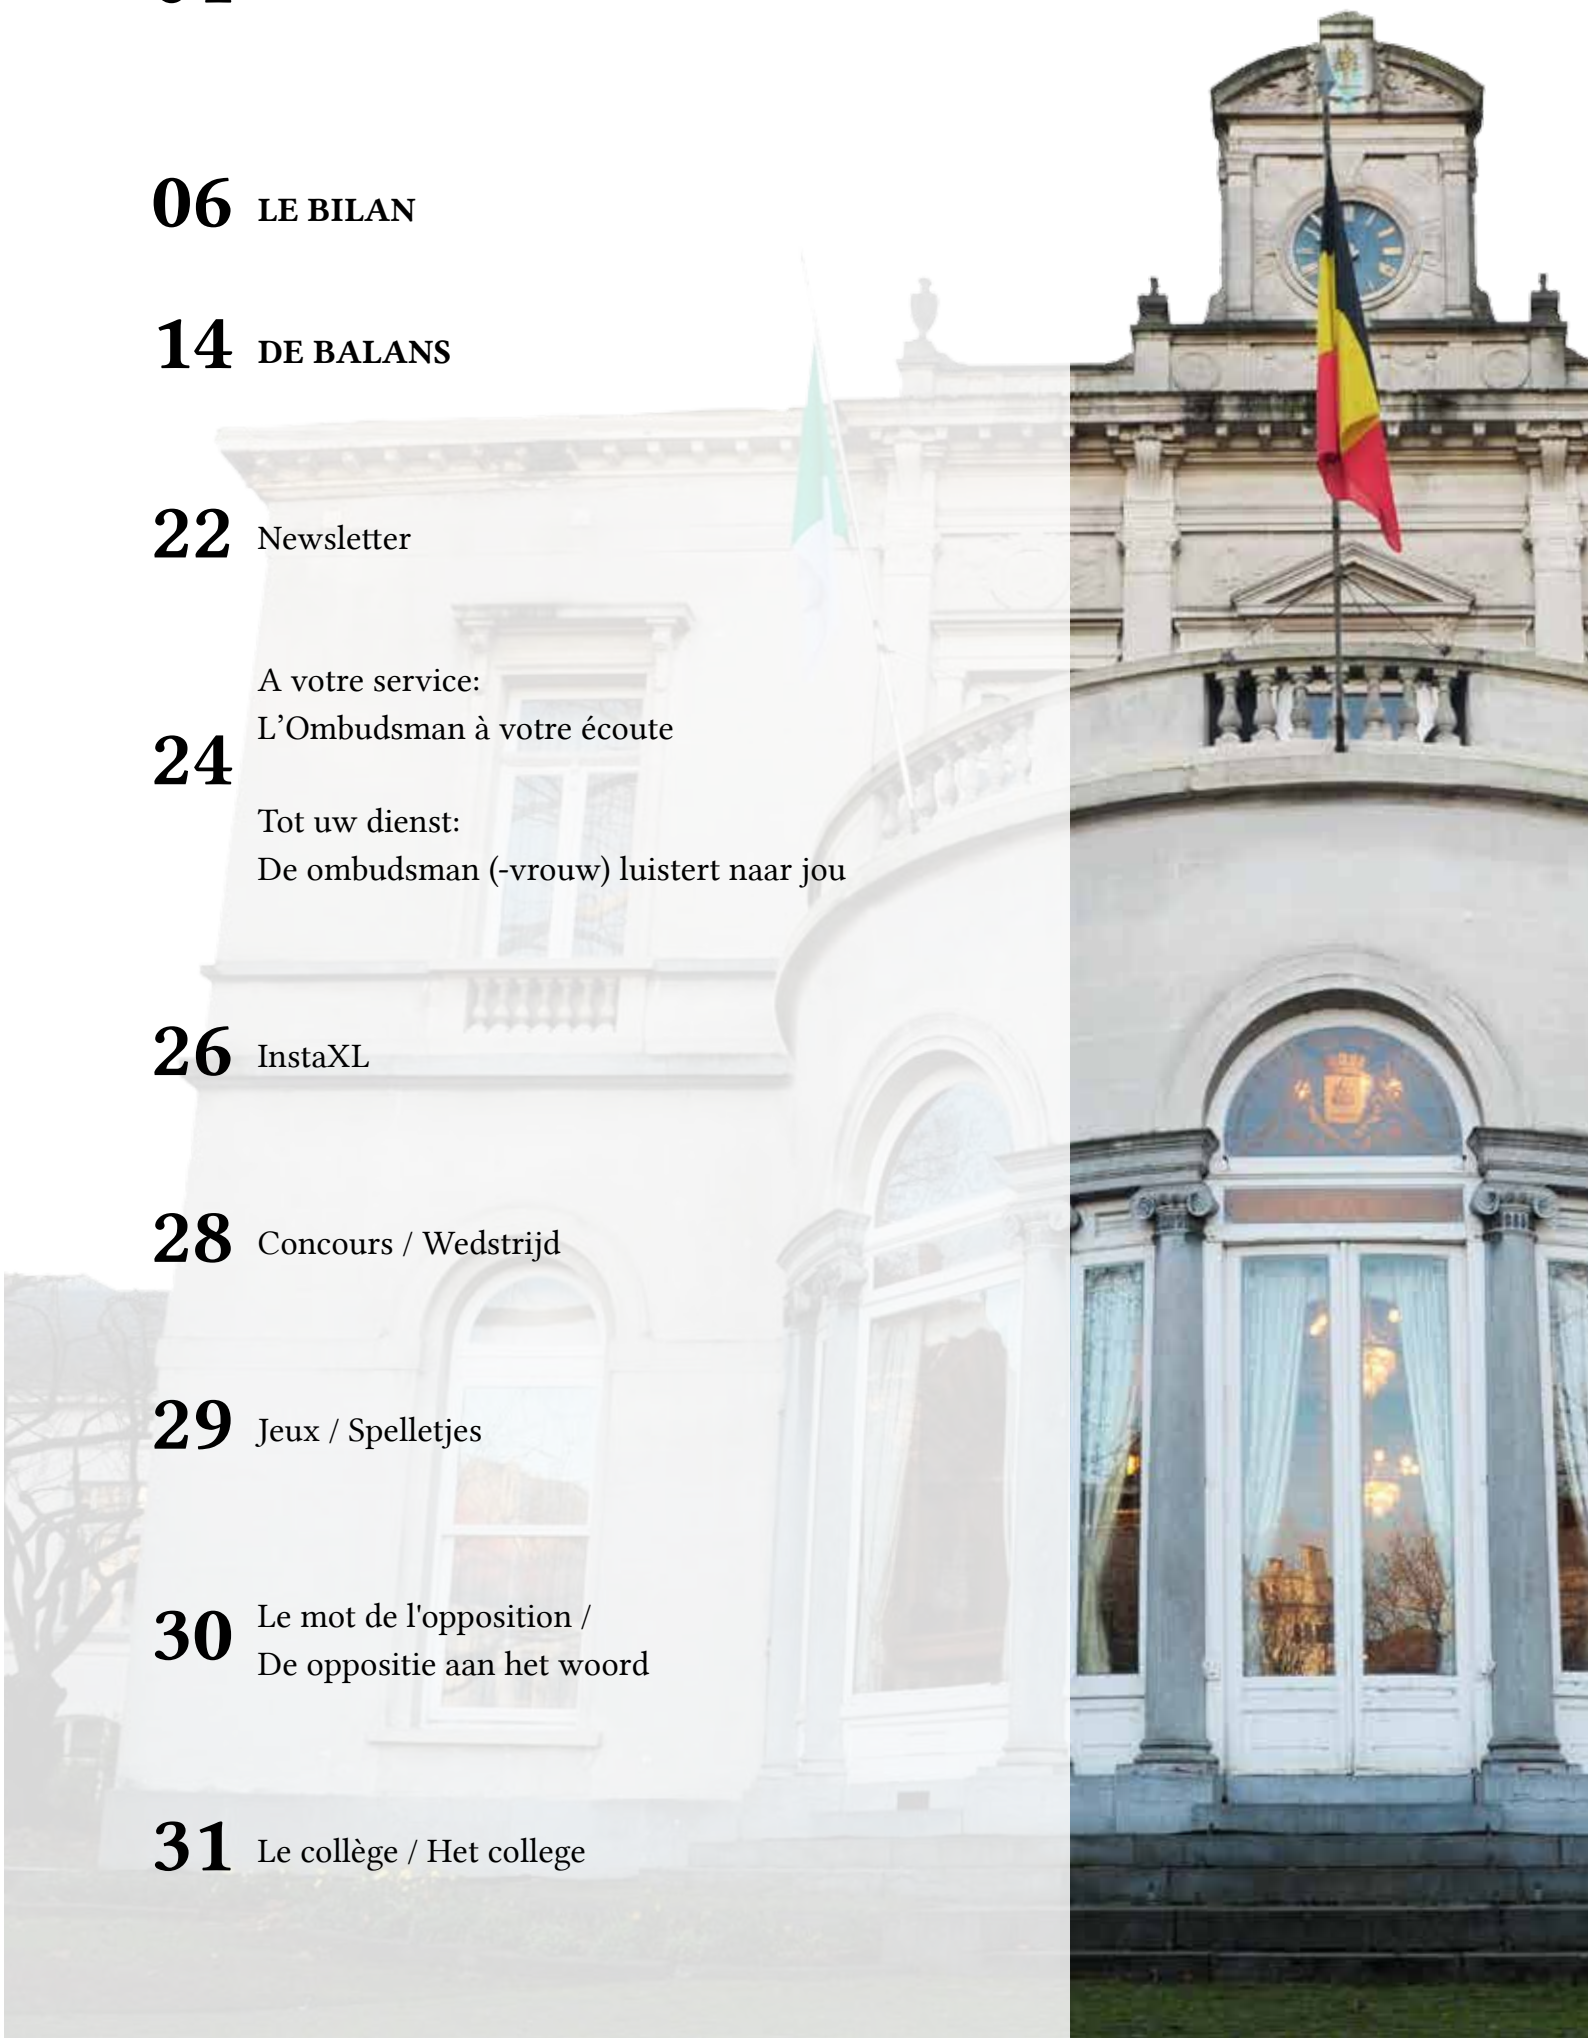 06 LE BILAN
14 DE BALANS
22 Newsletter
A votre service:
L'Ombudsman à votre écoute
24
Tot uw dienst:
De ombudsman (-vrouw) luistert naar jou
26 InstaXL
28 Concours / Wedstrijd
29 Jeux / Spelletjes
30 Le mot de l'opposition /
De oppositie aan het woord
31 Le collège / Het college